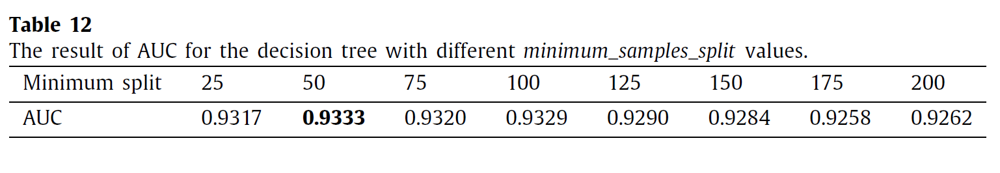 Table 12
The result of AUC for the decision tree with different minimum_samples_split values.
Minimum split 25 50 75 100 125 150 175 200
AUC 0.9317 0.9333 0.9320 0.9329 0.9290 0.9284 0.9258 0.9262